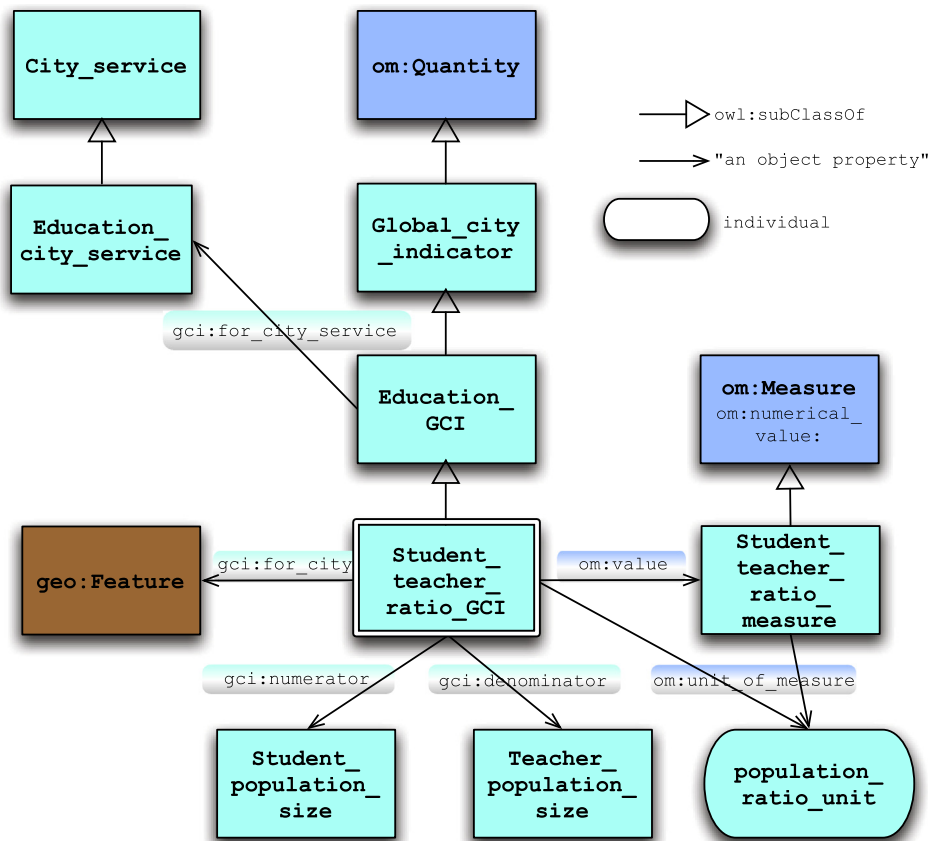 City_service
om:Quantity
owl:subClassOf
"an object property"
individual
Education_
city_service
Global_city
_indicator
gci:for_city_service
Education_
GCI
om:Measure
om:numerical_
value:
geo:Feature
gci:for_city
Student_
teacher_
ratio_GCI
om:value
Student_
teacher_
ratio_
measure
gci:numerator
gci:denominator
om:unit_of_measure
Student_
population_
size
Teacher_
population_
size
population_
ratio_unit